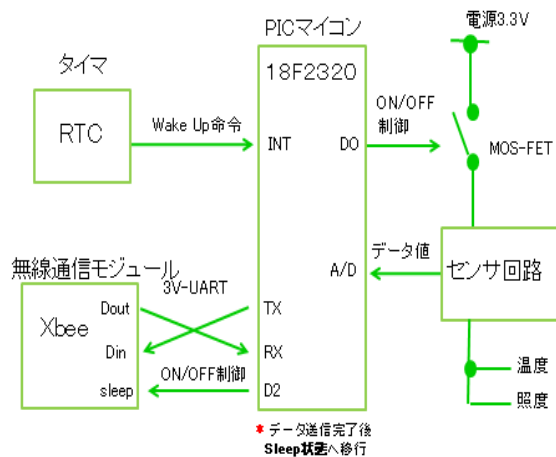 PICマイコン
電源3.3V
タイマ
18F2320
RTC
Wake Up命令
INT
DO
ON/OFF
制御
MOS-FET
無線通信モジュール
3V-UART
A/D
データ値
センサ回路
Xbee
Dout
Din
sleep
TX
RX
D2
ON/OFF制御
温度
照度
* データ送信完了後
Sleep状態へ移行